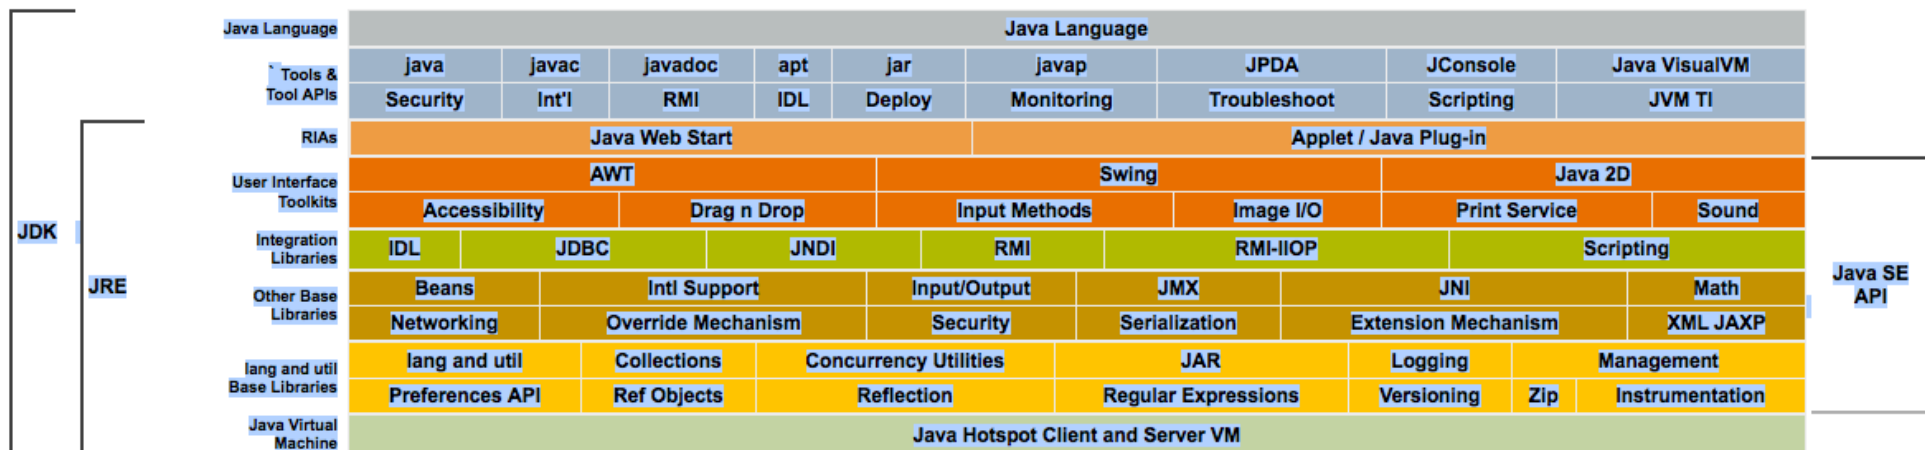 Java Language Java Language
java javac javadoc apt jar javap JPDA JConsole Java VisualVM
` Tools &
Tool APIs
Security Int'l RMI IDL Deploy Monitoring Troubleshoot Scripting JVM TI
RIAs Java Web Start Applet / Java Plug-in
AWT Swing Java 2D
User Interface
Toolkits
Accessibility Drag n Drop Input Methods Image I/O Print Service Sound
JDK
Integration
Libraries
IDL JDBC JNDI RMI RMI-IIOP Scripting
JRE
Java SE
API
Beans Intl Support Input/Output JMX JNI Math
Other Base
Libraries
Networking Override Mechanism Security Serialization Extension Mechanism XML JAXP
lang and util Collections Concurrency Utilities JAR Logging Management
lang and util
Base Libraries
Preferences API Ref Objects Reflection Regular Expressions Versioning Zip Instrumentation
Java Virtual
Machine
Java Hotspot Client and Server VM